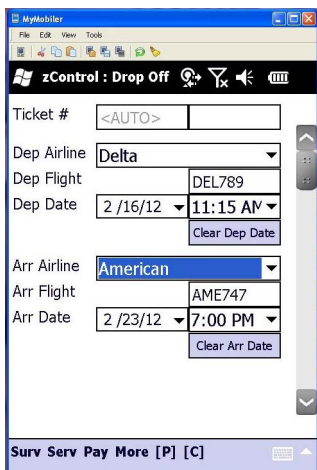 MyMobiler
File Edit View Tools
zControl : Drop Off
Ticket # <AUTO>
Dep Airline Delta
Dep Flight DEL789
Dep Date 2 /16/12 11:15 AM
Clear Dep Date
Arr Airline American
Arr Flight AME747
Arr Date 2 /23/12 7:00 PM
Clear Arr Date
Surv Serv Pay More [P] [C]